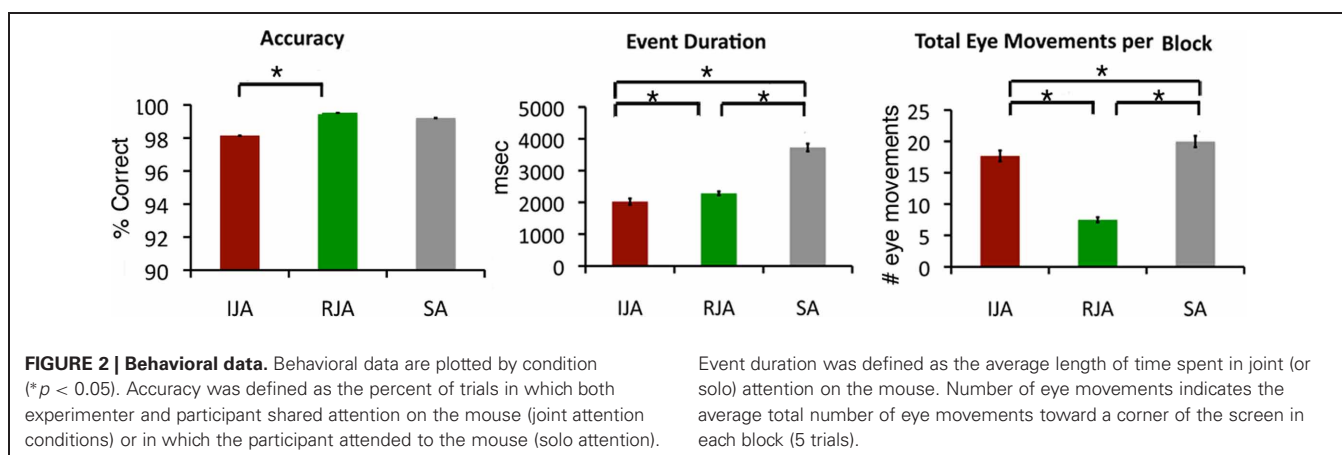 Accuracy
*
% Correct
100
98
96
94
92
90
IJA RJA SA
Event Duration
*
* *
msec
5000
4000
3000
2000
1000
0
IJA RJA SA
Total Eye Movements per Block
*
* *
# eye movements
25
20
15
10
5
0
IJA RJA SA
FIGURE 2 | Behavioral data. Behavioral data are plotted by condition
(*p < 0.05). Accuracy was defined as the percent of trials in which both
experimenter and participant shared attention on the mouse (joint attention
conditions) or in which the participant attended to the mouse (solo attention).
Event duration was defined as the average length of time spent in joint (or
solo) attention on the mouse. Number of eye movements indicates the
average total number of eye movements toward a corner of the screen in
each block (5 trials).